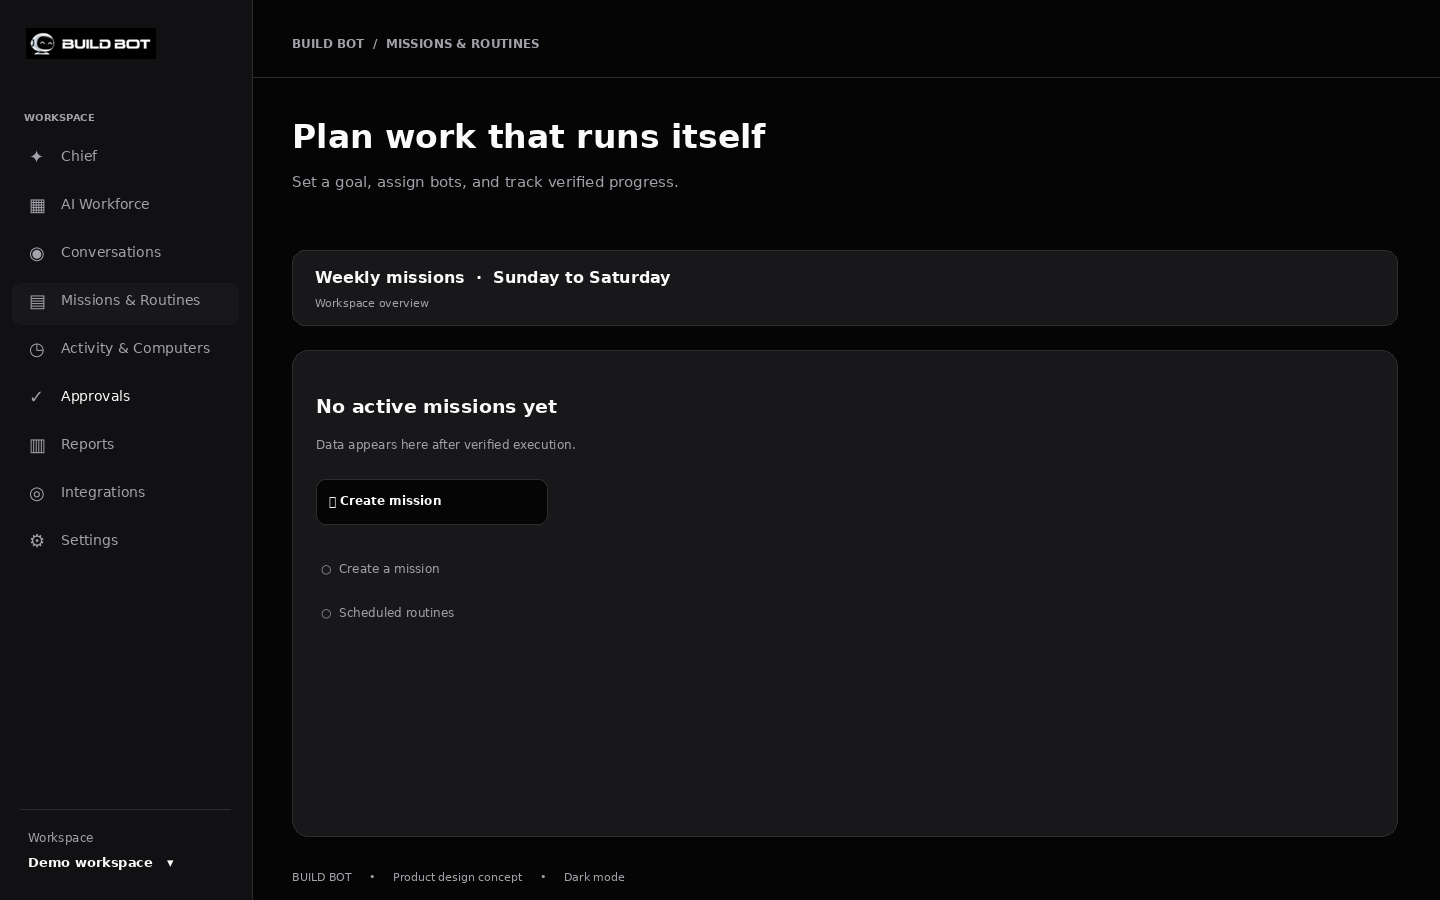 BUILD BOT
WORKSPACE
Chief
AI Workforce
Conversations
Missions & Routines
Activity & Computers
Approvals
Reports
Integrations
Settings
Workspace
Demo workspace
BUILD BOT / MISSIONS & ROUTINES
Plan work that runs itself
Set a goal, assign bots, and track verified progress.
Weekly missions · Sunday to Saturday
Workspace overview
No active missions yet
Data appears here after verified execution.
Create mission
Create a mission
Scheduled routines
BUILD BOT • Product design concept • Dark mode